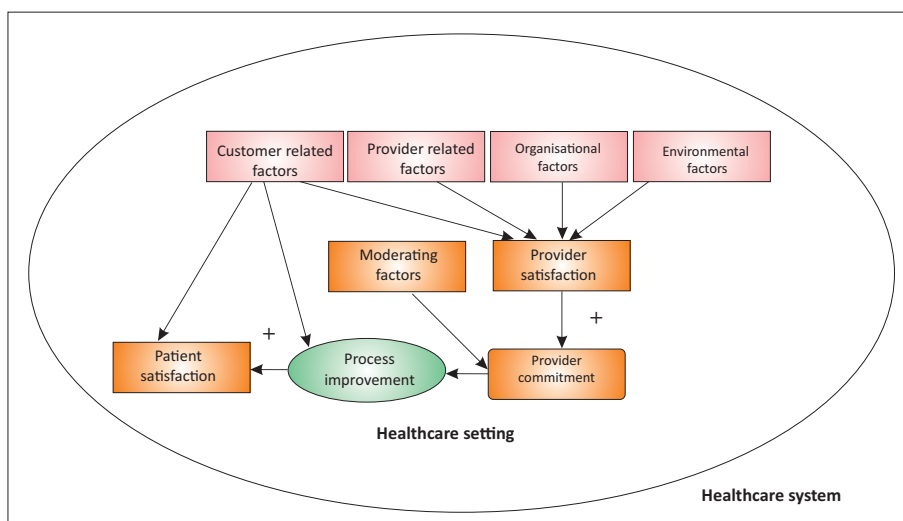 Customer related
factors
Provider related
factors
Organisational
factors
Environmental
factors
Moderating
factors
Provider
satisfaction
+
+
Patient
satisfaction
Process
improvement
Provider
commitment
Healthcare setting
Healthcare system